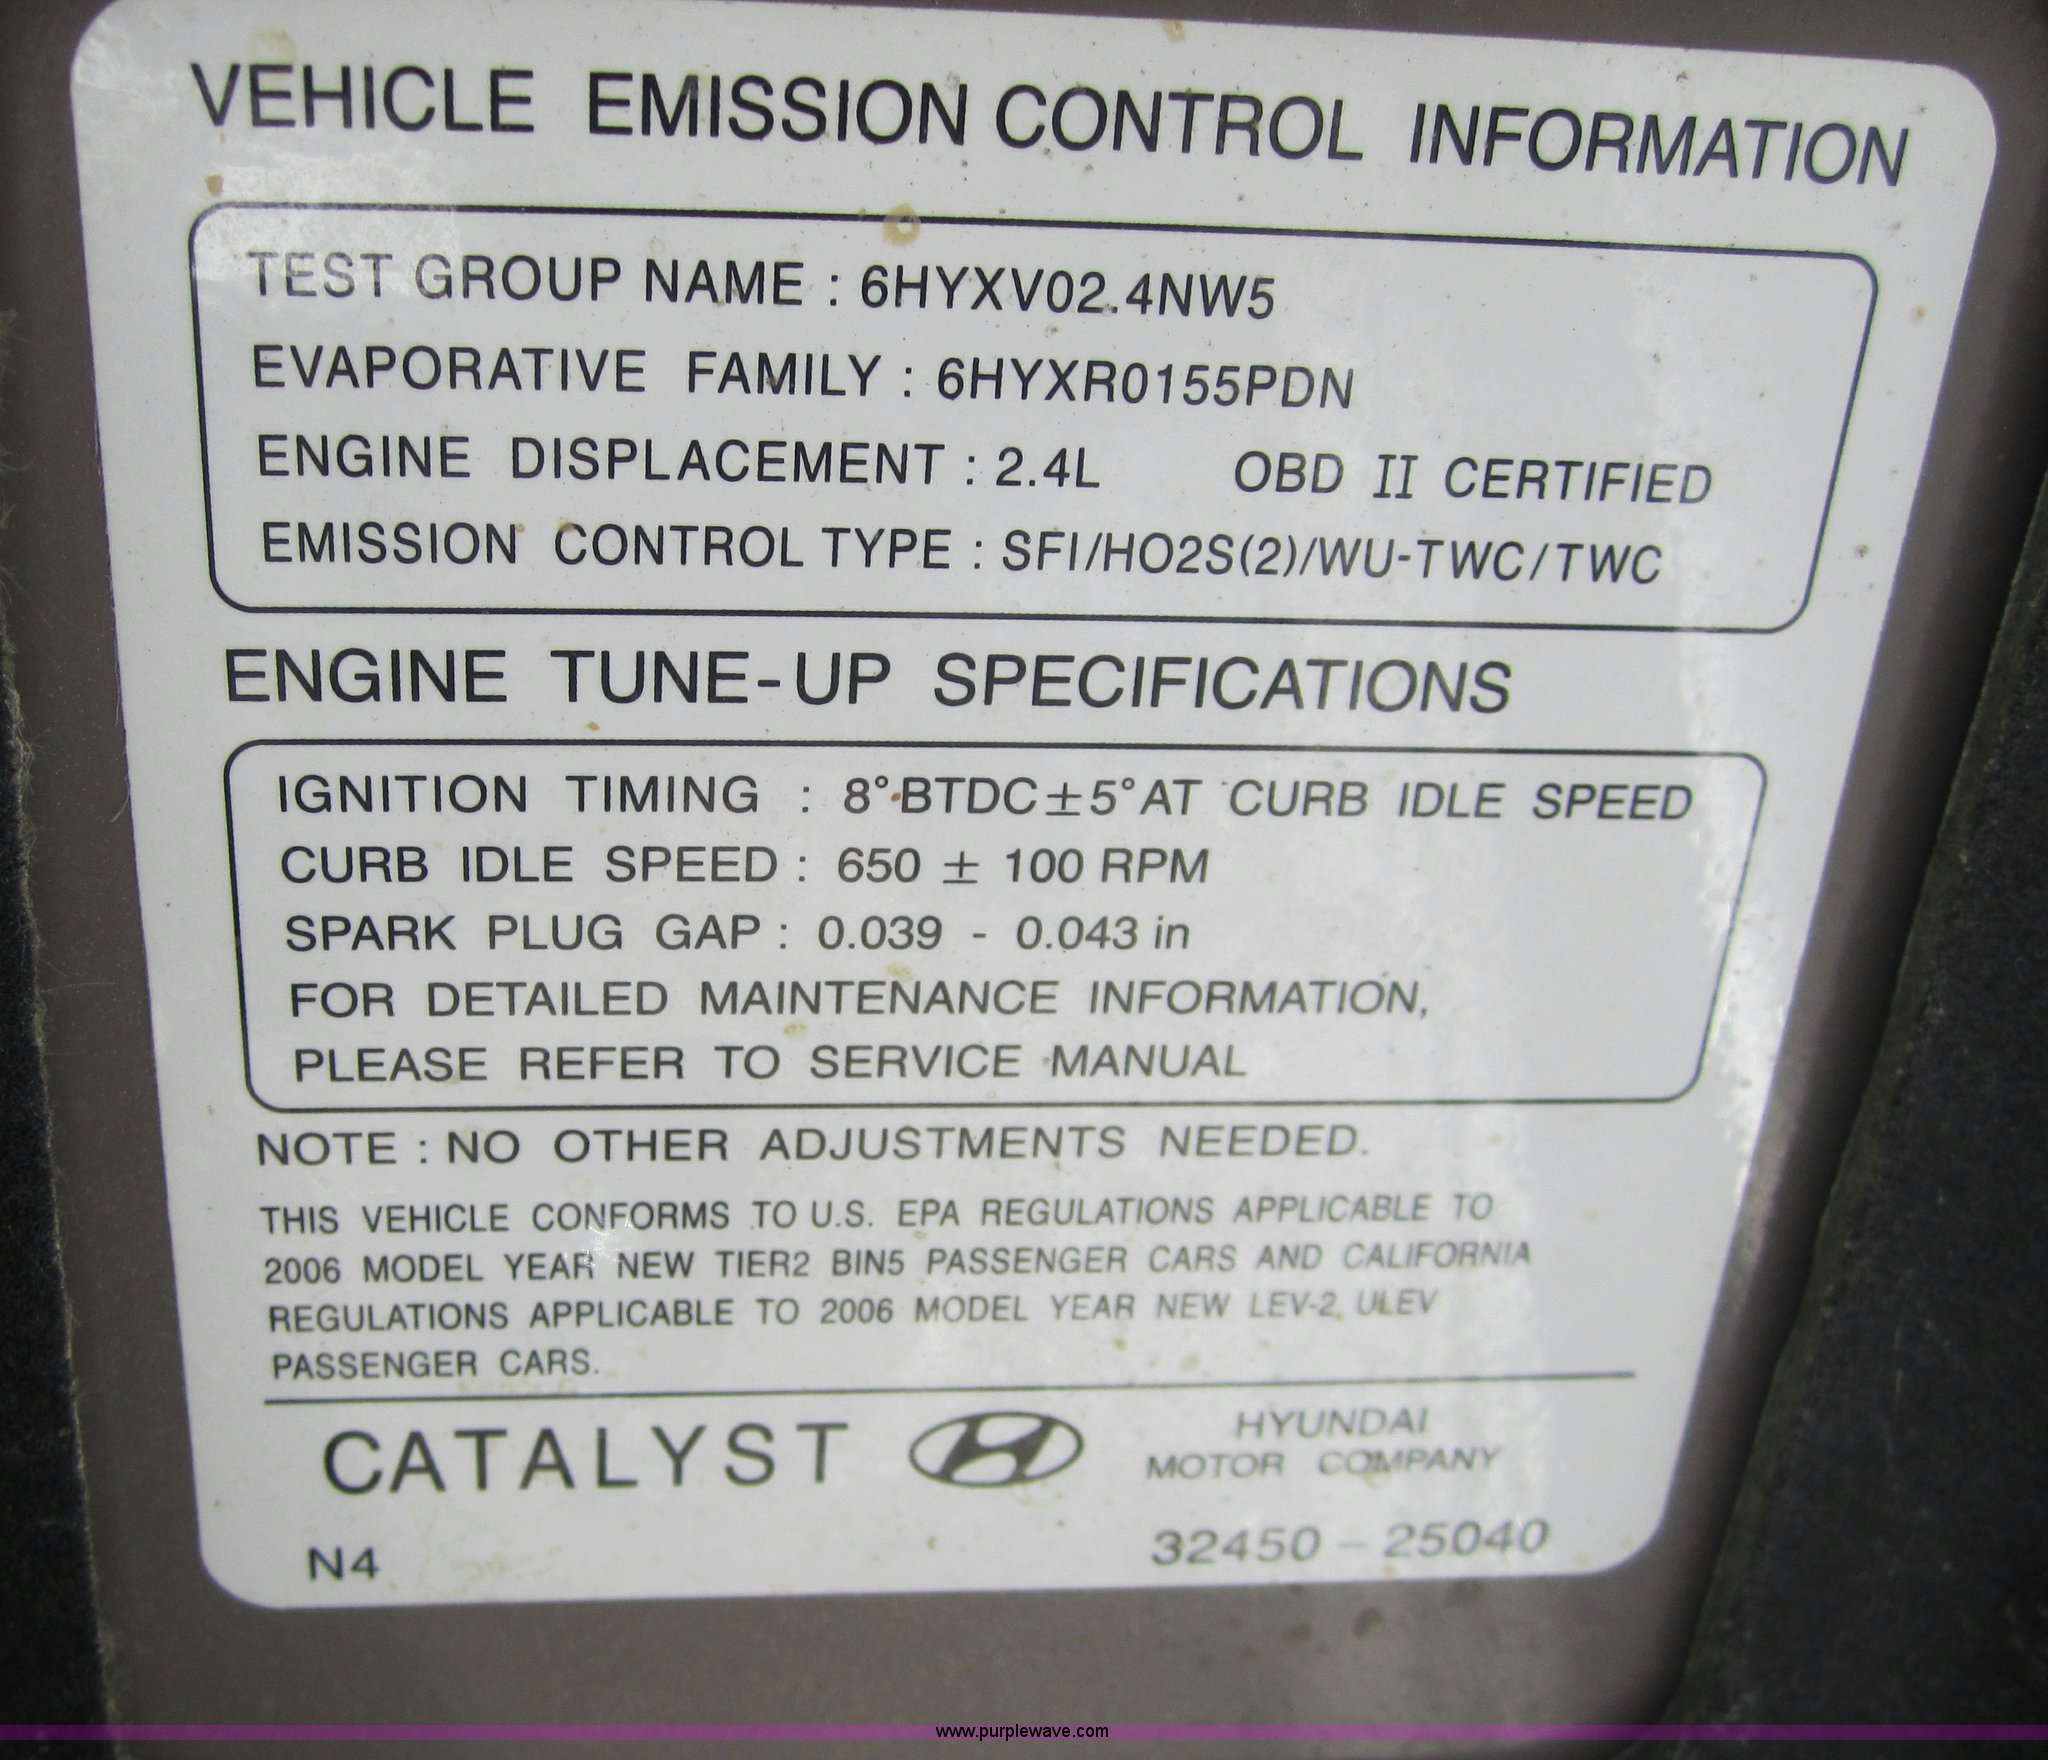 VEHICLE EMISSION CONTROL INFORMATION
TEST GROUP NAME : 6HYXV02.4NW5
EVAPORATIVE FAMILY : 6HYXR0155PDN
ENGINE DISPLACEMENT : 2.4L OBD II CERTIFIED
EMISSION CONTROL TYPE : SFI/HO2S(2)/WU-TWC/TWC
ENGINE TUNE-UP SPECIFICATIONS
IGNITION TIMING : 8°BTDC±5°AT CURB IDLE SPEED
CURB IDLE SPEED : 650 ± 100 RPM
SPARK PLUG GAP : 0.039 - 0.043 in
FOR DETAILED MAINTENANCE INFORMATION,
PLEASE REFER TO SERVICE MANUAL
NOTE : NO OTHER ADJUSTMENTS NEEDED.
THIS VEHICLE CONFORMS TO U.S. EPA REGULATIONS APPLICABLE TO
2006 MODEL YEAR NEW TIER2 BIN5 PASSENGER CARS AND CALIFORNIA
REGULATIONS APPLICABLE TO 2006 MODEL YEAR NEW LEV-2 ULEV
PASSENGER CARS.
CATALYST
HYUNDAI
MOTOR COMPANY
N4
32450-25040
www.purplewave.com